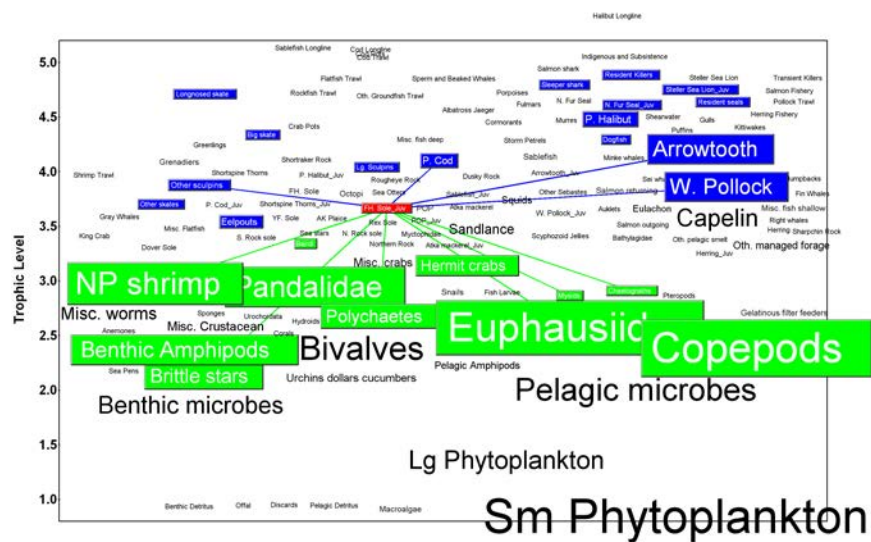 Halibut Longline
Sablefish Longline
Cod Longline
Cod Trawl
Indigenous and Subsistence
5.0
Salmon shark
Flatfish Trawl
Sperm and Beaked Whales
Sleeper shark
Resident Killers
Steller Sea Lion
Transient Killers
Longnosed skate
Rockfish Trawl
Oth. Groundfish Trawl
Porpoises
Steller Sea Lion_Juv
Salmon Fishery
4.5
Albatross Jaeger
Fulmars
N. Fur Seal
N. Fur Seal_Juv
Resident seals
Pollock Trawl
Cormorants
Murres
P. Halibut
Shearwater
Gulls
Herring Fishery
Big skate
Crab Pots
Misc. fish deep
Storm Petrels
Dogfish
Puffins
Kittiwakes
Greenlings
Grenadiers
Shortraker Rock
Lg. Sculpins
P. Cod
Sablefish
Minke whales
Arrowtooth
4.0
Shrimp Trawl
Shortspine Thorns
P. Halibut_Juv
Rougheye Rock
Dusky Rock
Arrowtooth_Juv
Other sculpins
FH. Sole
Octopi
Sea Otters
Sablefish_Juv
Other Sebastes
Salmon returning
W. Pollock
Fin Whales
Other skates
P. Cod_Juv
Shortspine Thorns_Juv
FH. Sole_Juv
POP
Atka mackerel
Squids
W. Pollock_Juv
Auklets
Eulachon
Misc. fish shallow
3.5
Gray Whales
Eelpouts
YF. Sole
AK Place
Rex Sole
POP_Juv
Sandlance
Salmon outgoing
Capelin
Right whales
King Crab
Misc. Flatfish
S. Rock sole
Sea stars
N. Rock sole
Myctophidae
Scyphozoid Jellies
Bathylagidae
Oth. pelagic smelt
Herring
Sharpchin Rock
Dover Sole
Northern Rock
Atka mackerel_Juv
Herring_Juv
Oth. managed forage
Misc. crabs
Hermit crabs
3.0
NP shrimp
Pandalidae
Snails
Fish Larvae
Mysids
Chaetognaths
Pteropods
Misc. worms
Sponges
Urochordata
Hydroids
Polychaetes
Euphausiid
Gelatinous filter feeders
Anemones
Misc. Crustacean
Corals
2.5
Benthic Amphipods
Bivalves
Copepods
Sea Pens
Brittle stars
Urchins dollars cucumbers
Pelagic Amphipods
2.0
Benthic microbes
Pelagic microbes
1.5
Lg Phytoplankton
1.0
Benthic Detritus
Offal
Discards
Pelagic Detritus
Macroalgae
Sm Phytoplankton
Trophic Level